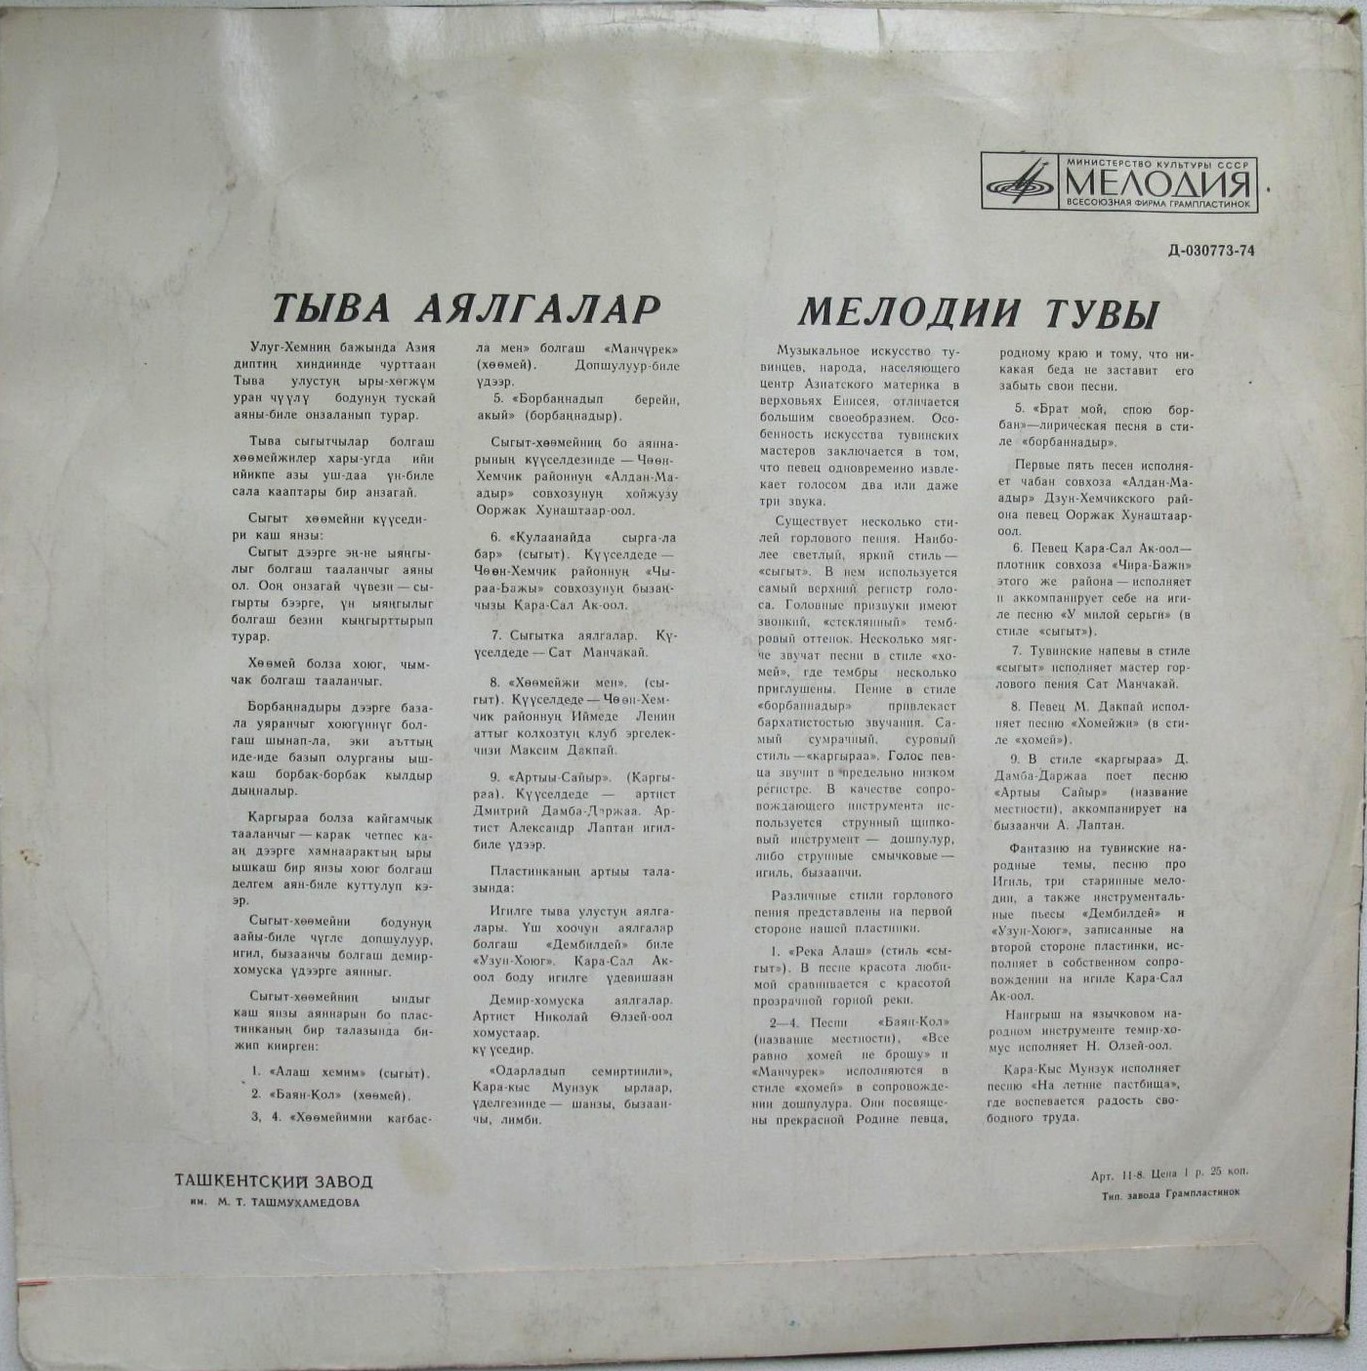 МИНИСТЕРСТВО КУЛЬТУРЫ СССР
МЕЛОДИЯ
ВСЕСОЮЗНАЯ ФИРМА ГРАМПЛАСТИНОК
Д-030773-74
ТЫВА АЯЛГАЛАР
Улуг-Хемниң бажында Азия
диптиң хиндиинде чурттаан
Тыва улустуң ыры-хөгжүм
уран чүүлү бодунуң тускай
аяны-биле онзаланып турар.
Тыва сыгытчылар болгаш
хөөмейжилер хары-угда ийи
ийикпе азы уш-даа үн-биле
сала кааптары бир анзагай.
Сыгыт хөөмейни күүседи-
ри каш янзы:
Сыгыт дээрге эң-не ыяңгы-
лыг болгаш тааланчыг аяны
ол. Ооң онзагай чүвези — сы-
гырты бээрге, үн ыяңгылыг
болгаш безин кыңгырттырып
турар.
Хөөмей болза хоюг, чым-
чак болгаш тааланчыг.
Борбаңнадыры дээрге база-
ла уяранчыг хоюгүннүг бол-
гаш шынап-ла, эки аъттың
иде-иде базып олурганы ыш-
каш борбак-борбак кылдыр
дыңналыр.
Каргыраа болза кайгамчык
тааланчыг — карак четпес ка-
аң дээрге хамнаарактың ыры
ышкаш бир янзы хоюг болгаш
делгем аян-биле куттулуп кэ-
эр.
Сыгыт-хөөмейни бодунуң
аайы-биле чүгле допшулуур,
игил, бызаанчы болгаш демир-
хомуска үдээрге аянныг.
Сыгыт-хөөмейниң ындыг
каш янзы аяннарын бо плас-
тинканың бир талазында би-
жип киирген:
1. «Алаш хемим» (сыгыт).
2. «Баян-Кол» (хөөмей).
3, 4. «Хөөмейимни кагбас-
ла мен» болгаш «Манчүрек»
(хөөмей). Допшулуур-биле
үдээр.
5. «Борбаңнадып берейн,
акый» (борбаңнадыр).
Сыгыт-хөөмейниң бо аянна-
рының күүселдезинде — Чөөн-
Хемчик районнуң «Алдан-Ма-
адыр» совхозунуң хойжузу
Ооржак Хунаштаар-оол.
6. «Кулаанайда сырга-ла
бар» (сыгыт). Күүселдеде —
Чөөн-Хемчик районнуң «Чы-
раа-Бажы» совхозунуң бызаң-
чызы Қара-Сал Ак-оол.
7. Сыгытка аялгалар. Кү-
үселдеде — Сат Манчакай.
8. «Хөөмейжи мен». (сы-
гыт). Күүселдеде — Чөөн-Хем-
чик районнуң Иймеде Ленин
аттыг колхозтуң клуб эргелек-
чизи Максим Дакпай.
9. «Артыы-Сайыр». (Каргы-
раа). Күүселдеде — артист
Дмитрий Дамба-Даржаа. Ар-
тист Александр Лаптан игил-
биле үдээр.
Пластинканың артыы тала-
зында:
Игилге тыва улустуң аялга-
лары. Үш хоочун аялгалар
болгаш «Дембилдей» биле
«Узун-Хоюг». Кара-Сал Ак-
оол боду игилге үдевишаан
Демир-хомуска аялгалар.
Артист Николай Өлзей-оол
хомустаар.
күүседир.
«Одарладып семиртиили»,
Кара-кыс Мунзук ырлаар,
үделгезинде — шанзы, бызаан-
чы, лимби.
МЕЛОДИИ ТУВЫ
Музыкальное искусство ту-
винцев, народа, населяющего
центр Азиатского материка в
верховьях Енисея, отличается
большим своеобразием. Осо-
бенность искусства тувинских
мастеров заключается в том,
что певец одновременно извле-
кает голосом два или даже
три звука.
Существует несколько сти-
лей горлового пения. Наибо-
лее светлый, яркий стиль —
«сыгыт». В нем используется
самый верхний регистр голо-
са. Головные призвуки имеют
звонкий, «стеклянный» темб-
ровый оттенок. Несколько мяг-
че звучат песни в стиле «хо-
мей», где тембры несколько
приглушены. Пение в стиле
«борбаннадыр» привлекает
бархатистостью звучания. Са-
мый сумрачный, суровый
стиль — «каргыраа». Голос пев-
ца звучит в предельно низком
регистре. В качестве сопро-
вождающего инструмента ис-
пользуется струнный щипко-
вый инструмент — дошпулур,
либо струнные смычковые —
игиль, бызаанчи.
Различные стили горлового
пения представлены на первой
стороне нашей пластинки.
1. «Река Алаш» (стиль «сы-
гыт»). В песне красота люби-
мой сравнивается с красотой
прозрачной горной реки.
2—4. Песни «Баян-Кол»
(название местности), «Все
равно хомей не брошу» и
«Манчурек» исполняются в
стиле «хомей» в сопровожде-
нии дошпулура. Они посвяще-
ны прекрасной Родине певца,
родному краю и тому, что ни-
какая беда не заставит его
забыть свои песни.
5. «Брат мой, спою бор-
бан»—лирическая песня в сти-
ле «борбаннадыр».
Первые пять песен исполня-
ет чабан совхоза «Алдан-Ма-
адыр» Дзун-Хемчикского рай-
она певец Ооржак Хунаштаар-
оол.
6. Певец Кара-Сал Ак-оол—
плотник совхоза «Чира-Бажи»
этого же района — исполняет
и аккомпанирует себе на иги-
ле песню «У милой серьги» (в
стиле «сыгыт»).
7. Тувинские напевы в стиле
«сыгыт» исполняет мастер гор-
лового пения Сат Манчакай.
8. Певец М. Дакпай испол-
няет песню «Хомейжи» (в сти-
ле «хомей»).
9. В стиле «каргыраа» Д.
Дамба-Даржаа поет песню
«Артыы Сайыр» (название
местности), аккомпанирует на
бызаанчи А. Лаптан.
Фантазию на тувинские на-
родные темы, песню про
Игиль, три старинные мело-
дии, а также инструменталь-
ные пьесы «Дембилдей» и
«Узун-Хоюг», записанные на
второй стороне пластинки, ис-
полняет в собственном сопро-
вождении на игиле Кара-Сал
Ак-оол.
Наигрыш на язычковом на-
родном инструменте темир-хо-
мус исполняет Н. Олзей-оол.
Кара-Кыс Мунзук исполняет
песню «На летние пастбища»,
где воспевается радость сво-
бодного труда.
ТАШКЕНТСКИЙ ЗАВОД
им. М. Т. ТАШМУХАМЕДОВА
Арт. 11-8. Цена 1 р. 25 коп.
Тип. завода Грампластинок